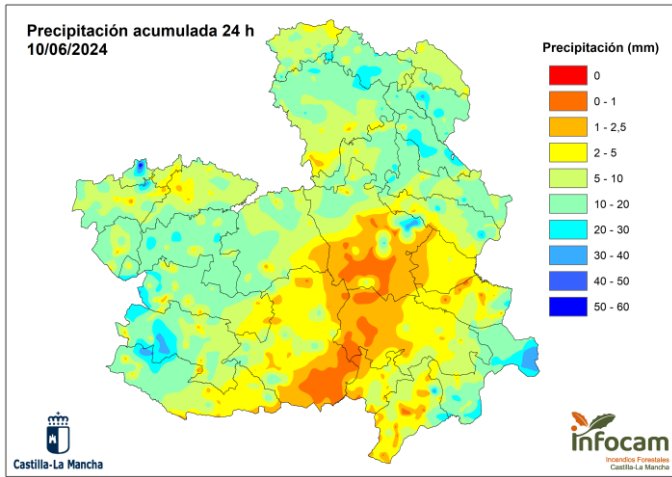 Precipitación acumulada 24 h
10/06/2024
Precipitación (mm)
0
0 - 1
1 - 2,5
2 - 5
5 - 10
10 - 20
20 - 30
30 - 40
40 - 50
50 - 60
Castilla-La Mancha
infocam
Incendios Forestales
Castilla-La Mancha